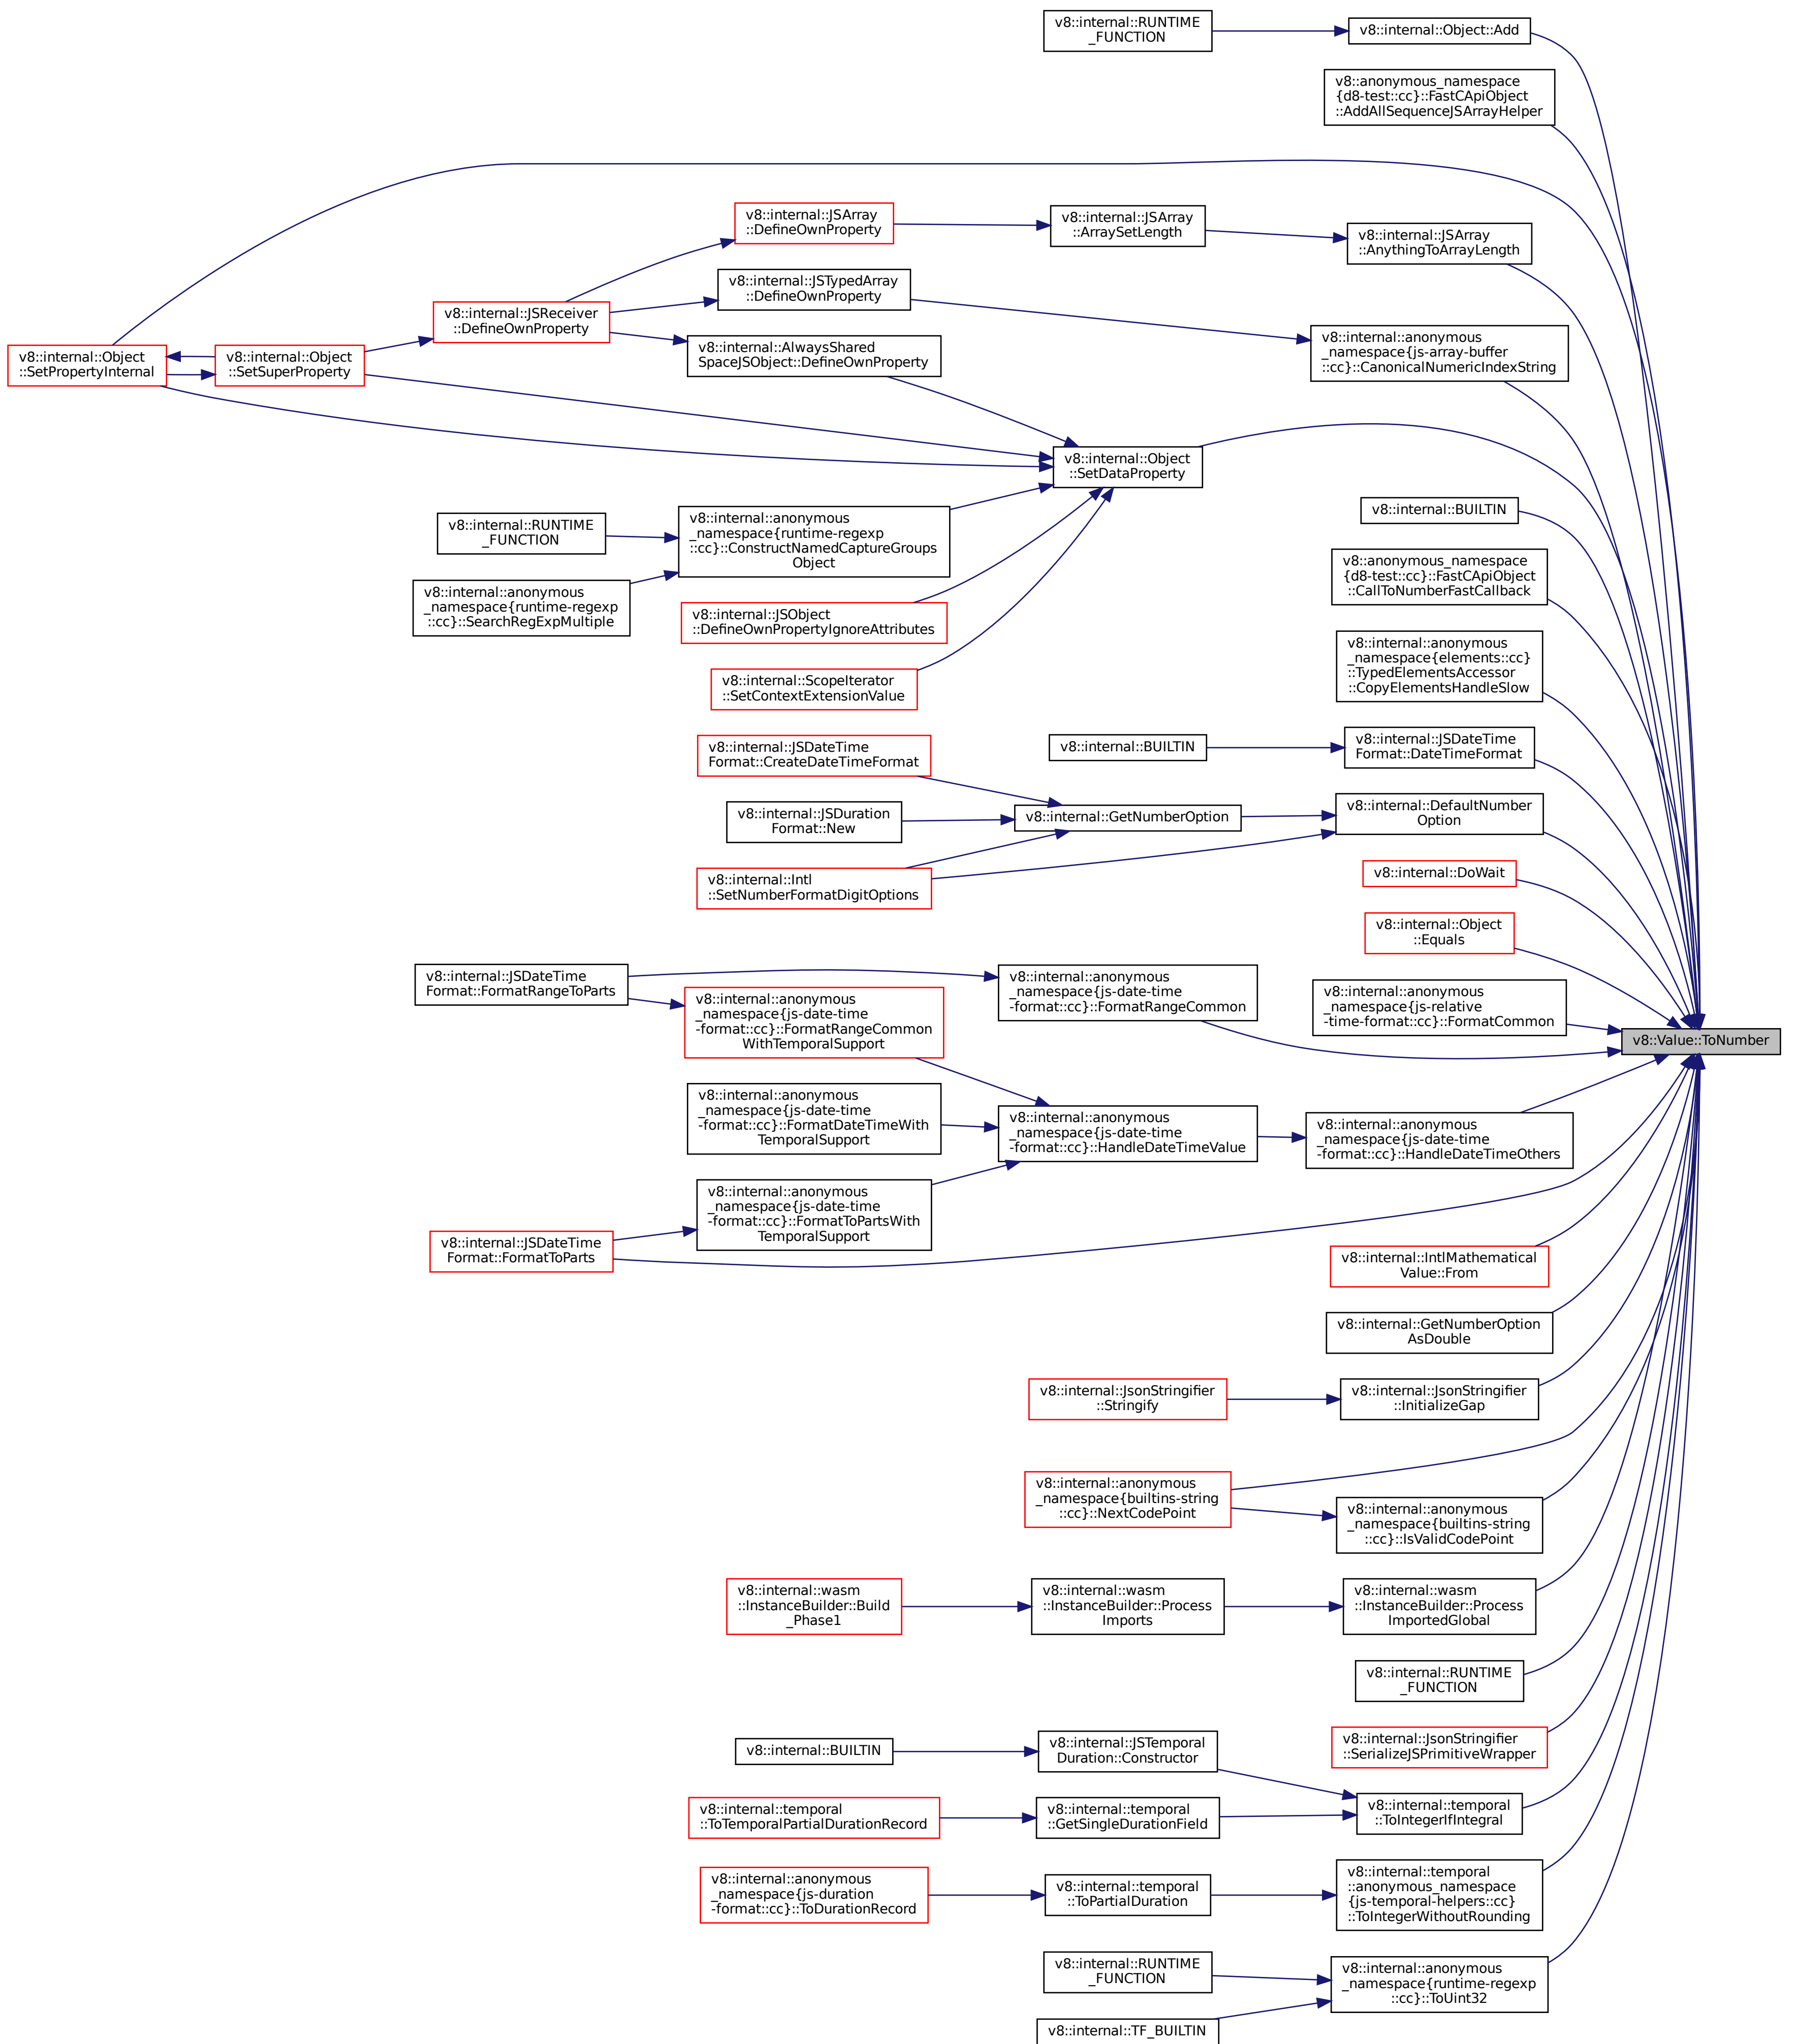 v8::internal::RUNTIME
_FUNCTION
v8::internal::Object::Add
v8::anonymous_namespace
{d8-test::cc}::FastCApiObject
::AddAllSequenceJSArrayHelper
v8::internal::JSArray
::DefineOwnProperty
v8::internal::JSArray
::ArraySetLength
v8::internal::JSArray
::AnythingToArrayLength
v8::internal::JSTypedArray
::DefineOwnProperty
v8::internal::JSReceiver
::DefineOwnProperty
v8::internal::anonymous
_namespace{js-array-buffer
::cc}::CanonicalNumericIndexString
v8::internal::Object
::SetPropertyInternal
v8::internal::Object
::SetSuperProperty
v8::internal::AlwaysShared
SpaceJSObject::DefineOwnProperty
v8::internal::Object
::SetDataProperty
v8::internal::BUILTIN
v8::internal::RUNTIME
_FUNCTION
v8::internal::anonymous
_namespace{runtime-regexp
::cc}::ConstructNamedCaptureGroups
Object
v8::anonymous_namespace
{d8-test::cc}::FastCApiObject
::CallToNumberFastCallback
v8::internal::anonymous
_namespace{runtime-regexp
::cc}::SearchRegExpMultiple
v8::internal::JSObject
::DefineOwnPropertyIgnoreAttributes
v8::internal::anonymous
_namespace{elements::cc}
::TypedElementsAccessor
::CopyElementsHandleSlow
v8::internal::ScopeIterator
::SetContextExtensionValue
v8::internal::JSDateTime
Format::CreateDateTimeFormat
v8::internal::BUILTIN
v8::internal::JSDateTime
Format::DateTimeFormat
v8::internal::JSDuration
Format::New
v8::internal::GetNumberOption
v8::internal::DefaultNumber
Option
v8::internal::Intl
::SetNumberFormatDigitOptions
v8::internal::DoWait
v8::internal::Object
::Equals
v8::internal::JSDateTime
Format::FormatRangeToParts
v8::internal::anonymous
_namespace{js-date-time
-format::cc}::FormatRangeCommon
WithTemporalSupport
v8::internal::anonymous
_namespace{js-date-time
-format::cc}::FormatRangeCommon
v8::internal::anonymous
_namespace{js-relative
-time-format::cc}::FormatCommon
v8::Value::ToNumber
v8::internal::anonymous
_namespace{js-date-time
-format::cc}::FormatDateTimeWith
TemporalSupport
v8::internal::anonymous
_namespace{js-date-time
-format::cc}::HandleDateTimeValue
v8::internal::anonymous
_namespace{js-date-time
-format::cc}::HandleDateTimeOthers
v8::internal::anonymous
_namespace{js-date-time
-format::cc}::FormatToPartsWith
TemporalSupport
v8::internal::JSDateTime
Format::FormatToParts
v8::internal::IntlMathematical
Value::From
v8::internal::GetNumberOption
AsDouble
v8::internal::JsonStringifier
::Stringify
v8::internal::JsonStringifier
::InitializeGap
v8::internal::anonymous
_namespace{builtins-string
::cc}::NextCodePoint
v8::internal::anonymous
_namespace{builtins-string
::cc}::IsValidCodePoint
v8::internal::wasm
::InstanceBuilder::Build
_Phase1
v8::internal::wasm
::InstanceBuilder::Process
Imports
v8::internal::wasm
::InstanceBuilder::Process
ImportedGlobal
v8::internal::RUNTIME
_FUNCTION
v8::internal::JsonStringifier
::SerializeJSPrimitiveWrapper
v8::internal::BUILTIN
v8::internal::JSTemporal
Duration::Constructor
v8::internal::temporal
::ToTemporalPartialDurationRecord
v8::internal::temporal
::GetSingleDurationField
v8::internal::temporal
::ToIntegerIfIntegral
v8::internal::anonymous
_namespace{js-duration
-format::cc}::ToDurationRecord
v8::internal::temporal
::ToPartialDuration
v8::internal::temporal
::anonymous_namespace
{js-temporal-helpers::cc}
::ToIntegerWithoutRounding
v8::internal::RUNTIME
_FUNCTION
v8::internal::anonymous
_namespace{runtime-regexp
::cc}::ToUint32
v8::internal::TF_BUILTIN